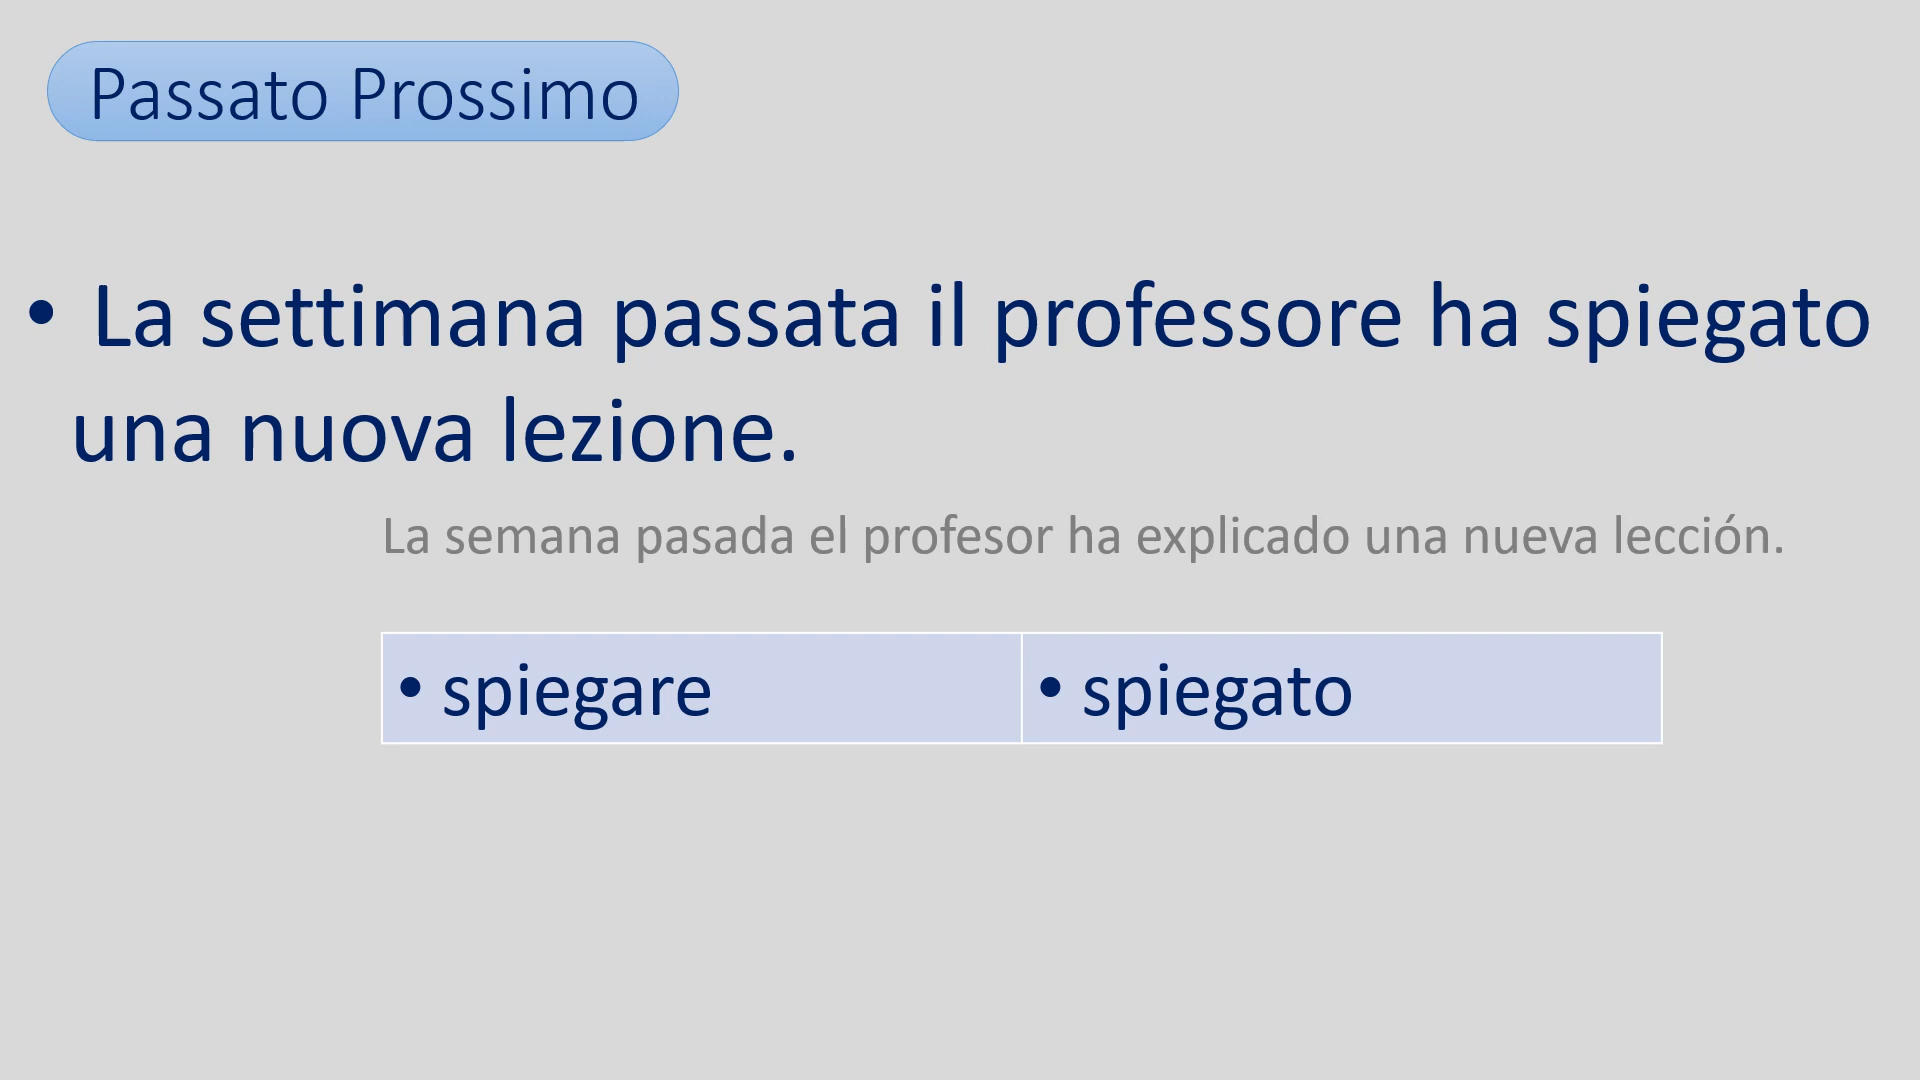 Passato Prossimo
• La settimana passata il professore ha spiegato
una nuova lezione.
La semana pasada el profesor ha explicado una nueva lección.
• spiegare • spiegato